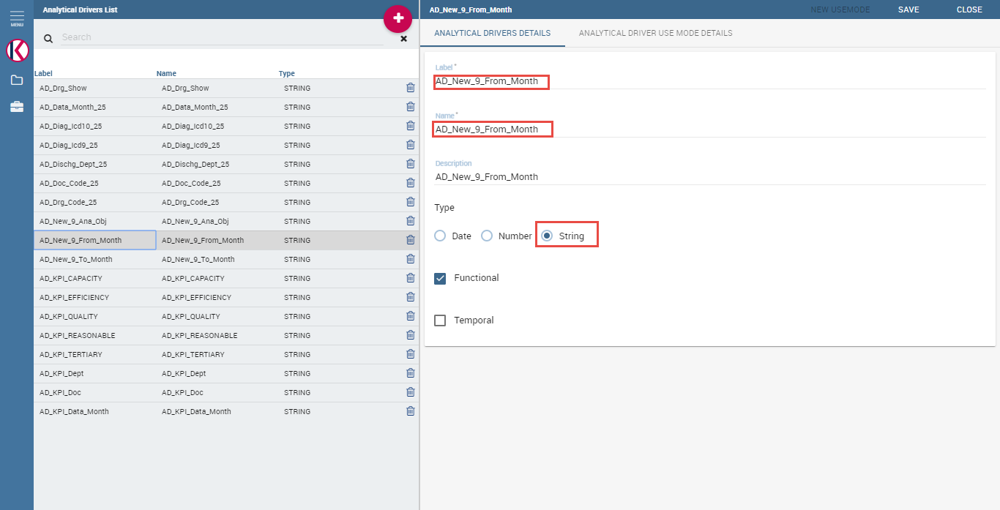 MENU
Analytical Drivers List
+
Search
Label Name Type
AD_Drg_Show AD_Drg_Show STRING
AD_Data_Month_25 AD_Data_Month_25 STRING
AD_Diag_Icd10_25 AD_Diag_Icd10_25 STRING
AD_Diag_Icd9_25 AD_Diag_Icd9_25 STRING
AD_Dischg_Dept_25 AD_Dischg_Dept_25 STRING
AD_Doc_Code_25 AD_Doc_Code_25 STRING
AD_Drg_Code_25 AD_Drg_Code_25 STRING
AD_New_9_Ana_Obj AD_New_9_Ana_Obj STRING
AD_New_9_From_Month AD_New_9_From_Month STRING
AD_New_9_To_Month AD_New_9_To_Month STRING
AD_KPI_CAPACITY AD_KPI_CAPACITY STRING
AD_KPI_EFFICIENCY AD_KPI_EFFICIENCY STRING
AD_KPI_QUALITY AD_KPI_QUALITY STRING
AD_KPI_REASONABLE AD_KPI_REASONABLE STRING
AD_KPI_TERTIARY AD_KPI_TERTIARY STRING
AD_KPI_Dept AD_KPI_Dept STRING
AD_KPI_Doc AD_KPI_Doc STRING
AD_KPI_Data_Month AD_KPI_Data_Month STRING
AD_New_9_From_Month NEW USEMODE SAVE CLOSE
ANALYTICAL DRIVERS DETAILS ANALYTICAL DRIVER USE MODE DETAILS
Label *
AD_New_9_From_Month
Name *
AD_New_9_From_Month
Description
AD_New_9_From_Month
Type
Date Number String
Functional
Temporal